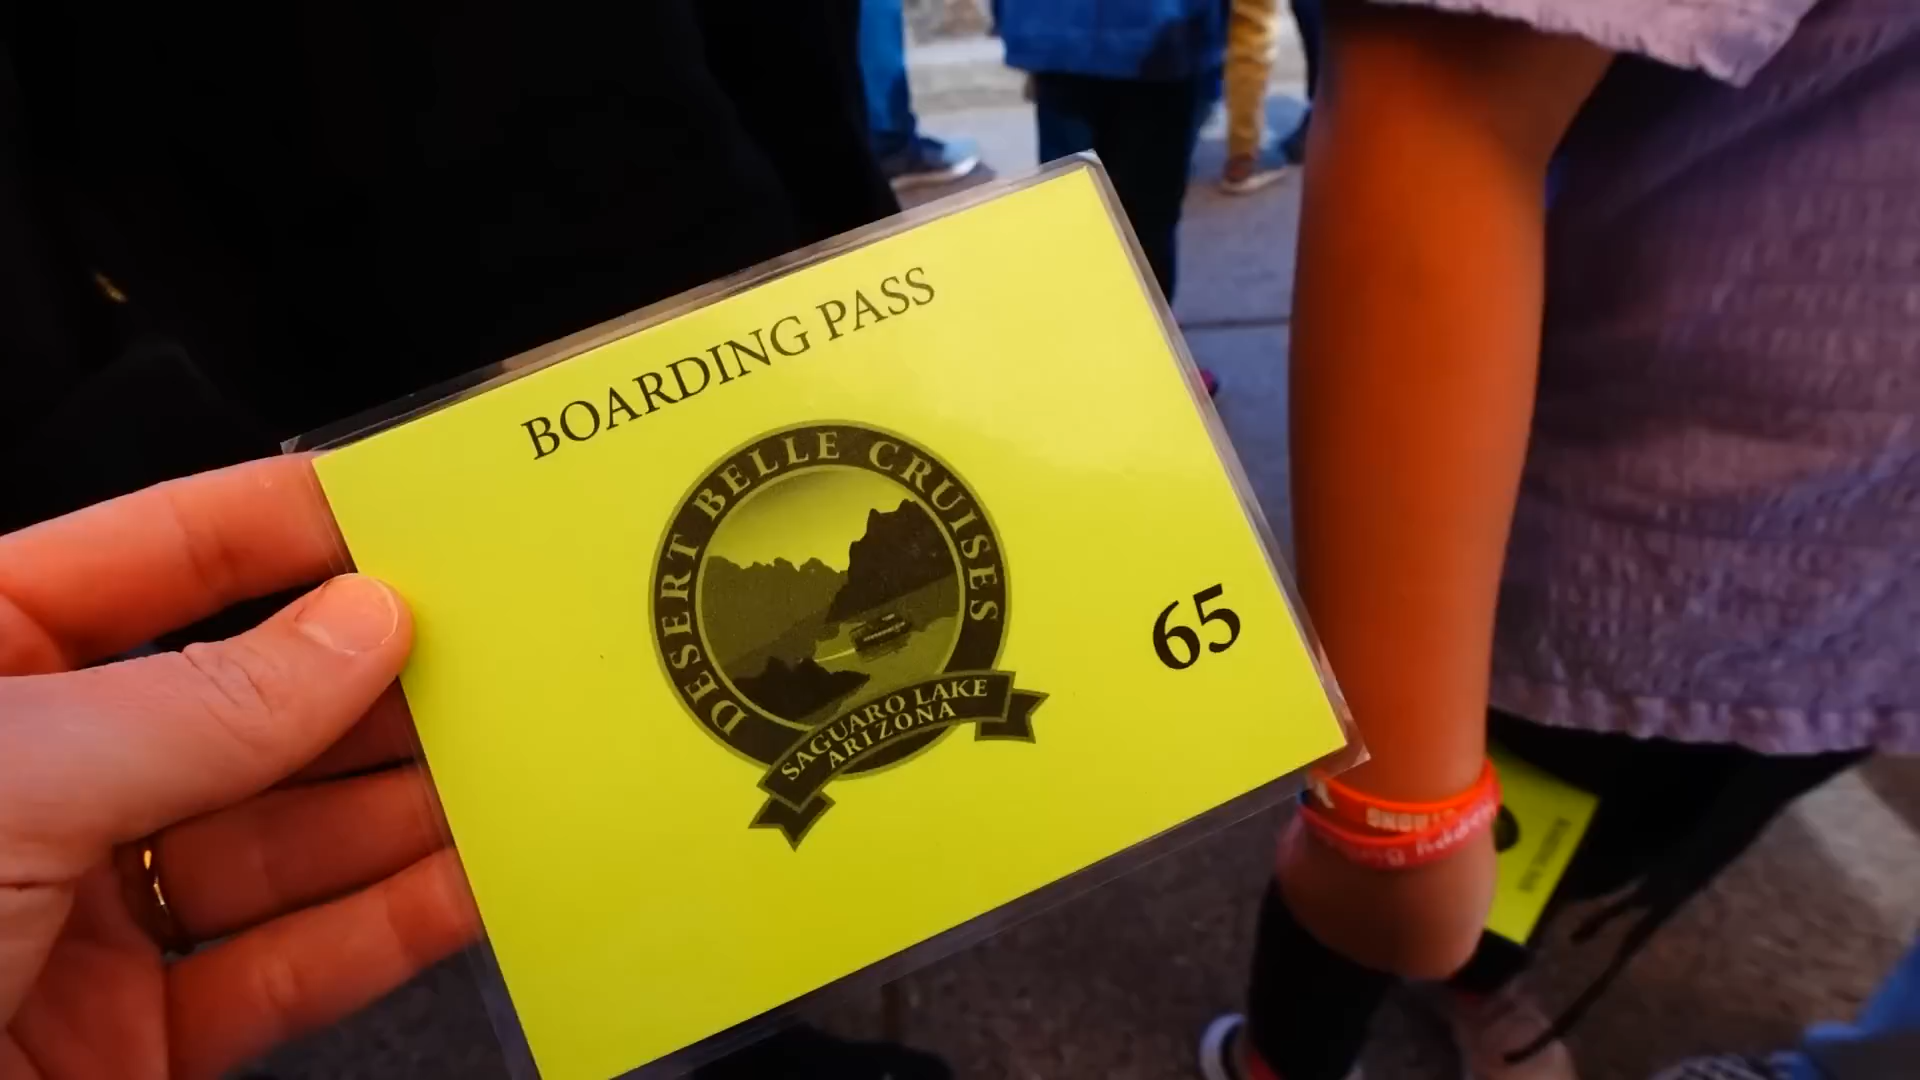 BOARDING PASS
DESERT BELLE CRUISES
65
SAGUARO LAKE
ARIZONA